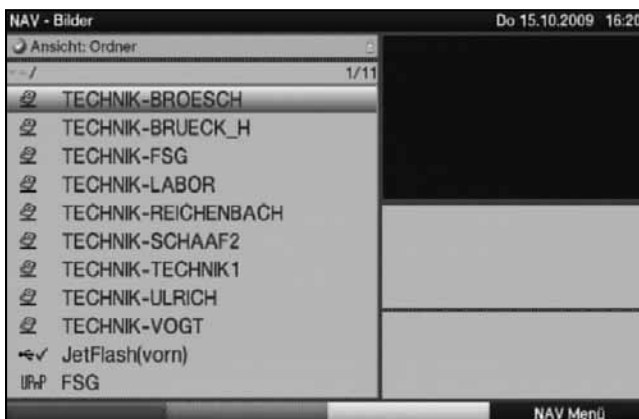 NAV - Bilder Do 15.10.2009 16:20
Ansicht: Ordner
/ 1/11
TECHNIK-BROESCH
TECHNIK-BRUECK_H
TECHNIK-FSG
TECHNIK-LABOR
TECHNIK-REICHENBACH
TECHNIK-SCHAAF2
TECHNIK-TECHNIK1
TECHNIK-ULRICH
TECHNIK-VOGT
JetFlash(vorn)
UPnP FSG
NAV Menü